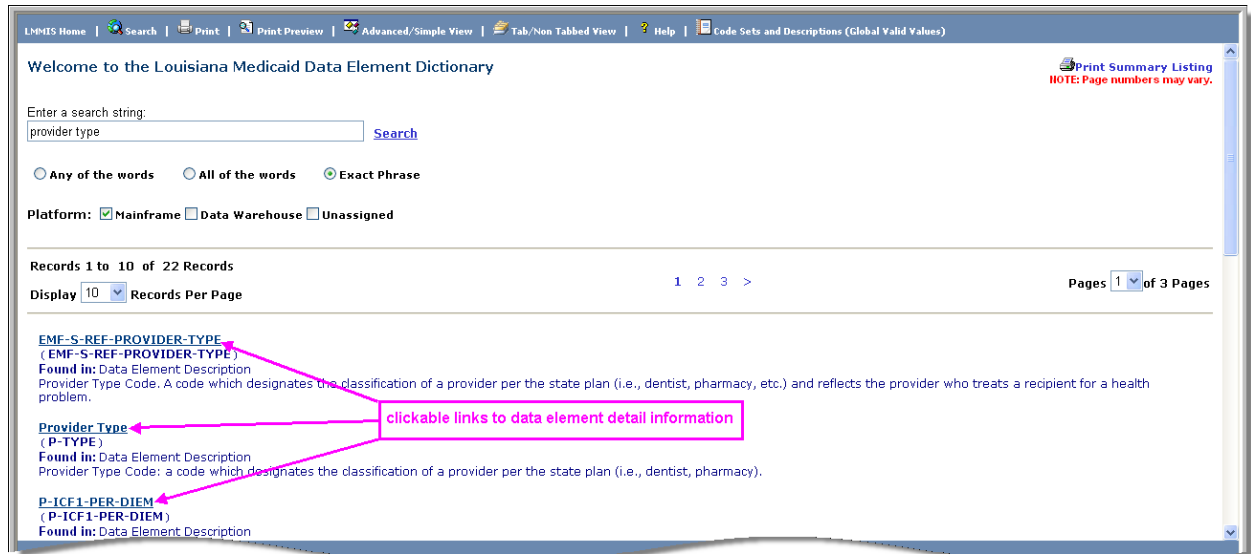 LMMIS Home | Search | Print | Print Preview | Advanced/Simple View | Tab/Non Tabbed View | Help | Code Sets and Descriptions (Global Valid Values)
Welcome to the Louisiana Medicaid Data Element Dictionary
Print Summary Listing
NOTE: Page numbers may vary.
Enter a search string:
provider type Search
Any of the words All of the words Exact Phrase
Platform: Mainframe Data Warehouse Unassigned
Records 1 to 10 of 22 Records
1 2 3 >
Pages 1 of 3 Pages
Display 10 Records Per Page
EMF-S-REF-PROVIDER-TYPE
( EMF-S-REF-PROVIDER-TYPE )
Found in: Data Element Description
Provider Type Code. A code which designates the classification of a provider per the state plan (i.e., dentist, pharmacy, etc.) and reflects the provider who treats a recipient for a health
problem.
clickable links to data element detail information
Provider Type
( P-TYPE )
Found in: Data Element Description
Provider Type Code: a code which designates the classification of a provider per the state plan (i.e., dentist, pharmacy).
P-ICF1-PER-DIEM
( P-ICF1-PER-DIEM )
Found in: Data Element Description